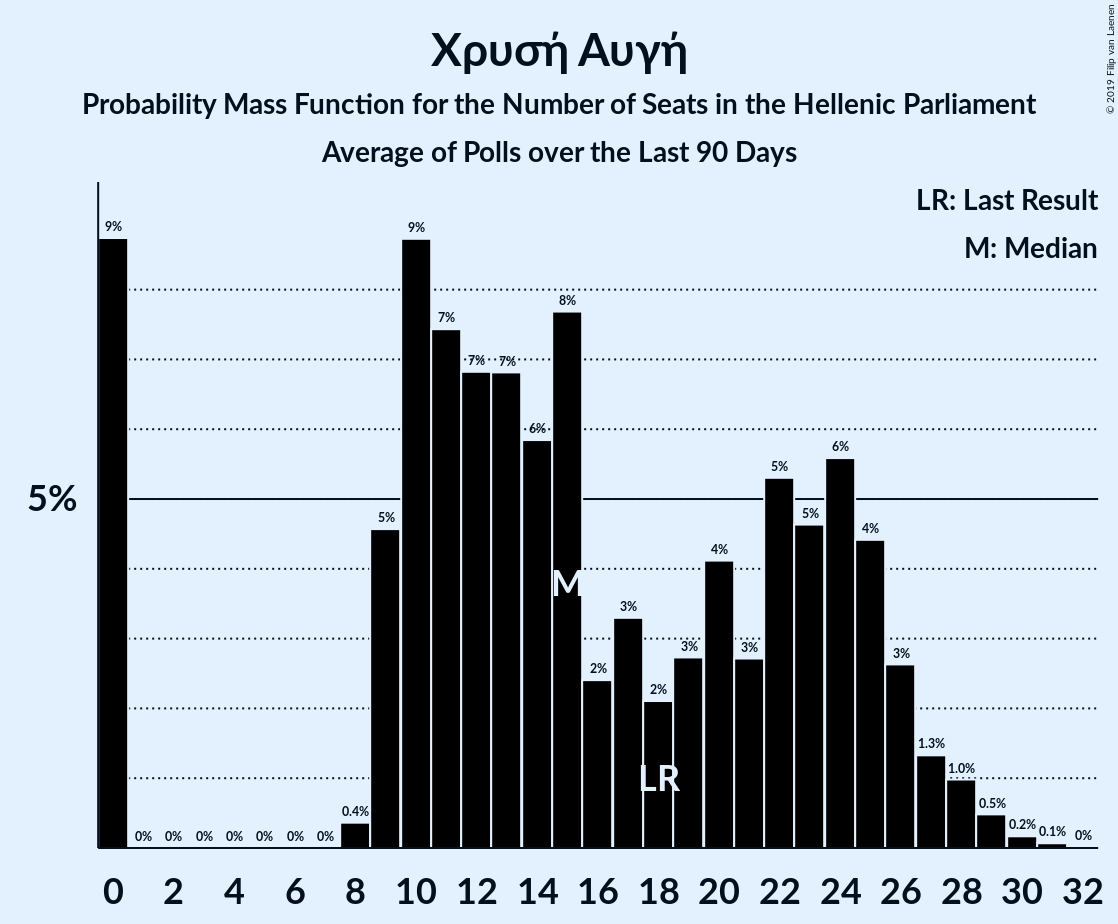 Χρυσή Αυγή
Probability Mass Function for the Number of Seats in the Hellenic Parliament
Average of Polls over the Last 90 Days
© 2019 Filip van Laenen
LR: Last Result
M: Median
5%
9% 0% 0% 0% 0% 0% 0% 0% 0.4% 5% 9% 7% 7% 7% 6% 8% 2% 3% 2% 3% 4% 3% 5% 5% 6% 4% 3% 1.3% 1.0% 0.5% 0.2% 0.1% 0%
M
LR
0 2 4 6 8 10 12 14 16 18 20 22 24 26 28 30 32